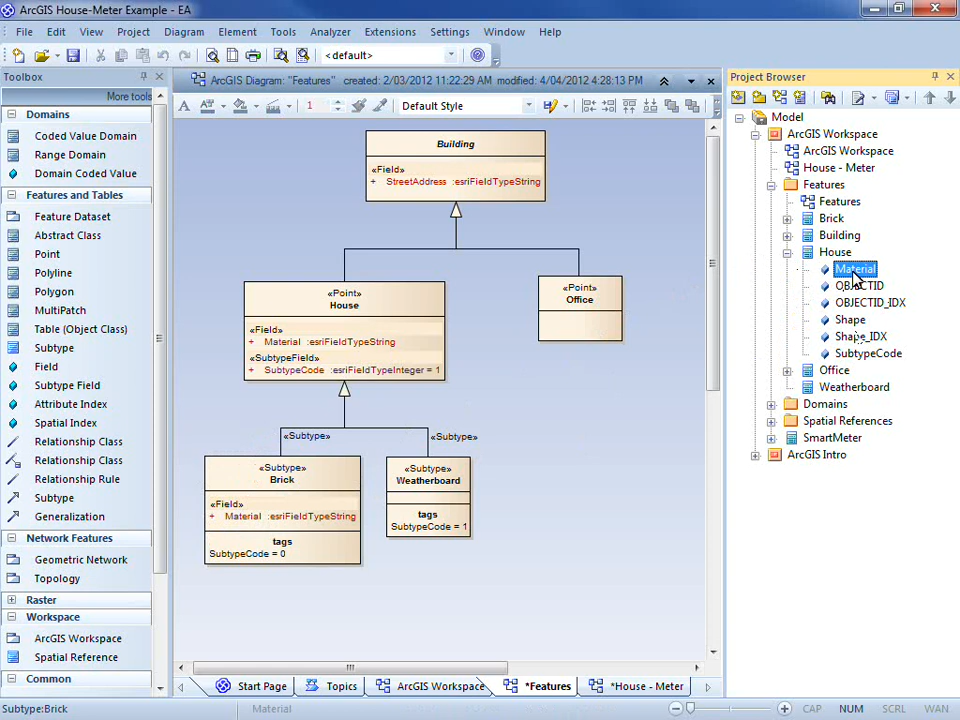 ArcGIS House-Meter Example - EA
File Edit View Project Diagram Element Tools Analyzer Extensions Settings Window Help
<default>
Toolbox
More tools
Domains
Coded Value Domain
Range Domain
Domain Coded Value
Features and Tables
Feature Dataset
Abstract Class
Point
Polyline
Polygon
MultiPatch
Table (Object Class)
Subtype
Field
Subtype Field
Attribute Index
Spatial Index
Relationship Class
Relationship Class
Relationship Rule
Subtype
Generalization
Network Features
Geometric Network
Topology
Raster
Workspace
ArcGIS Workspace
Spatial Reference
Common
ArcGIS Diagram: "Features" created: 2/03/2012 11:22:29 AM modified: 4/04/2012 4:28:13 PM
1 Default Style
Building
«Field»
+ StreetAddress :esriFieldTypeString
«Point»
House
«Field»
+ Material :esriFieldTypeString
«SubtypeField»
+ SubtypeCode :esriFieldTypeInteger = 1
«Point»
Office
«Subtype»
«Subtype»
«Subtype»
Brick
«Field»
+ Material :esriFieldTypeString
tags
SubtypeCode = 0
«Subtype»
Weatherboard
tags
SubtypeCode = 1
Start Page Topics ArcGIS Workspace *Features *House - Meter
Project Browser
Model
ArcGIS Workspace
ArcGIS Workspace
House - Meter
Features
Features
Brick
Building
House
Material
OBJECTID
OBJECTID_IDX
Shape
Shape_IDX
SubtypeCode
Office
Weatherboard
Domains
Spatial References
SmartMeter
ArcGIS Intro
Subtype:Brick Material CAP NUM SCRL WAN